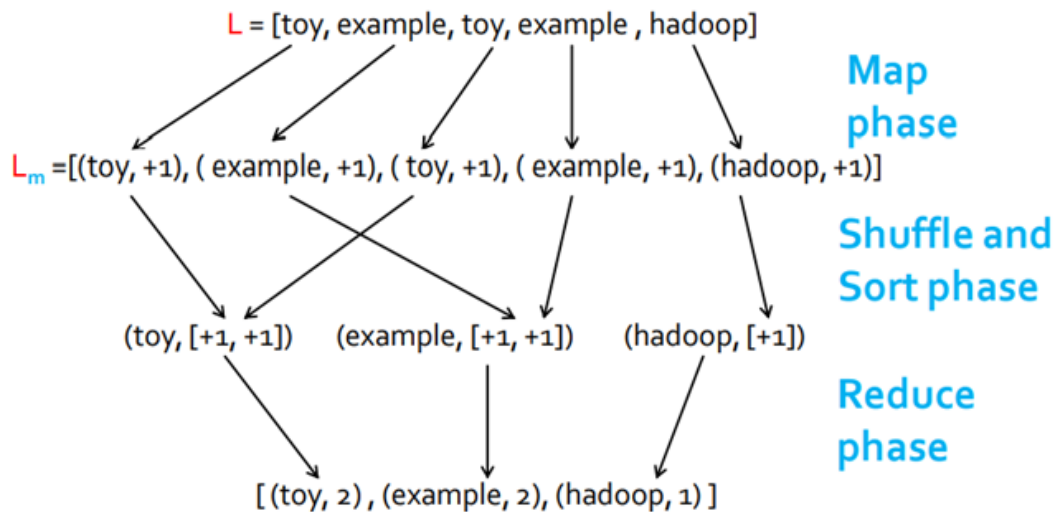 L = [toy, example, toy, example , hadoop]
Map
phase
Lm =[(toy, +1), ( example, +1), ( toy, +1), ( example, +1), (hadoop, +1)]
Shuffle and
Sort phase
(toy, [+1, +1]) (example, [+1, +1]) (hadoop, [+1])
Reduce
phase
[ (toy, 2) , (example, 2), (hadoop, 1) ]